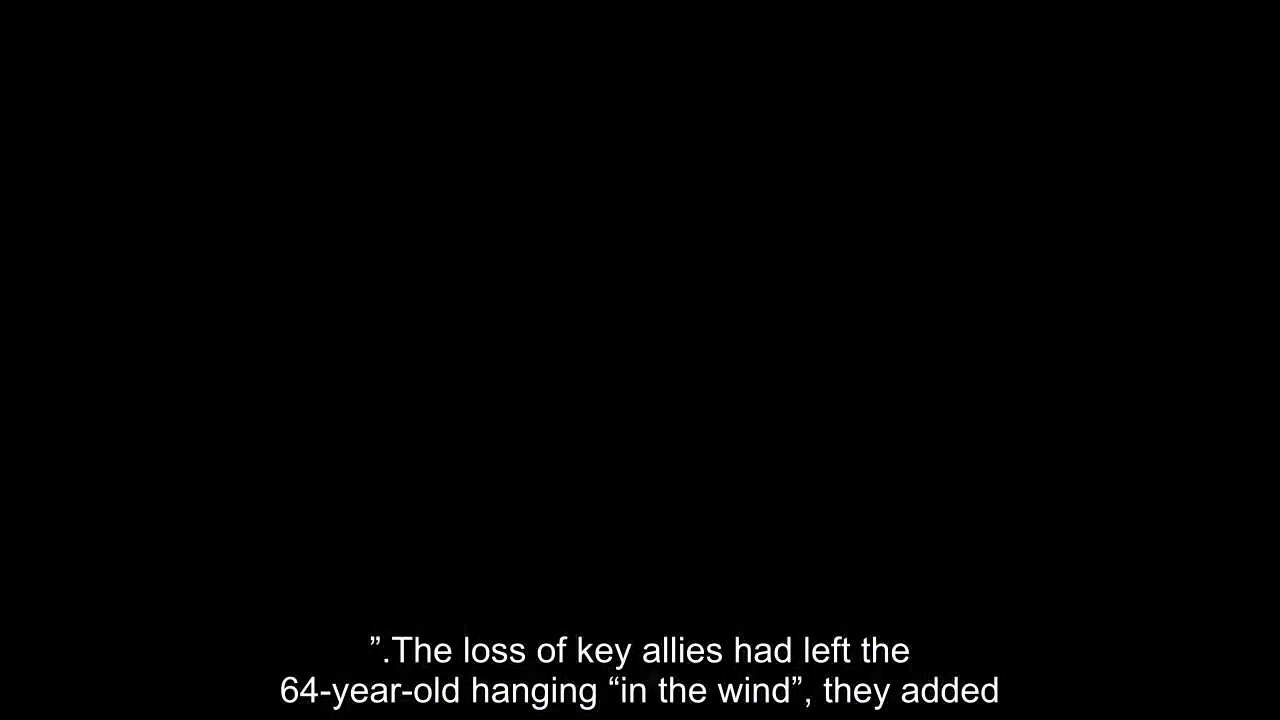 ”.The loss of key allies had left the
64-year-old hanging “in the wind”, they added